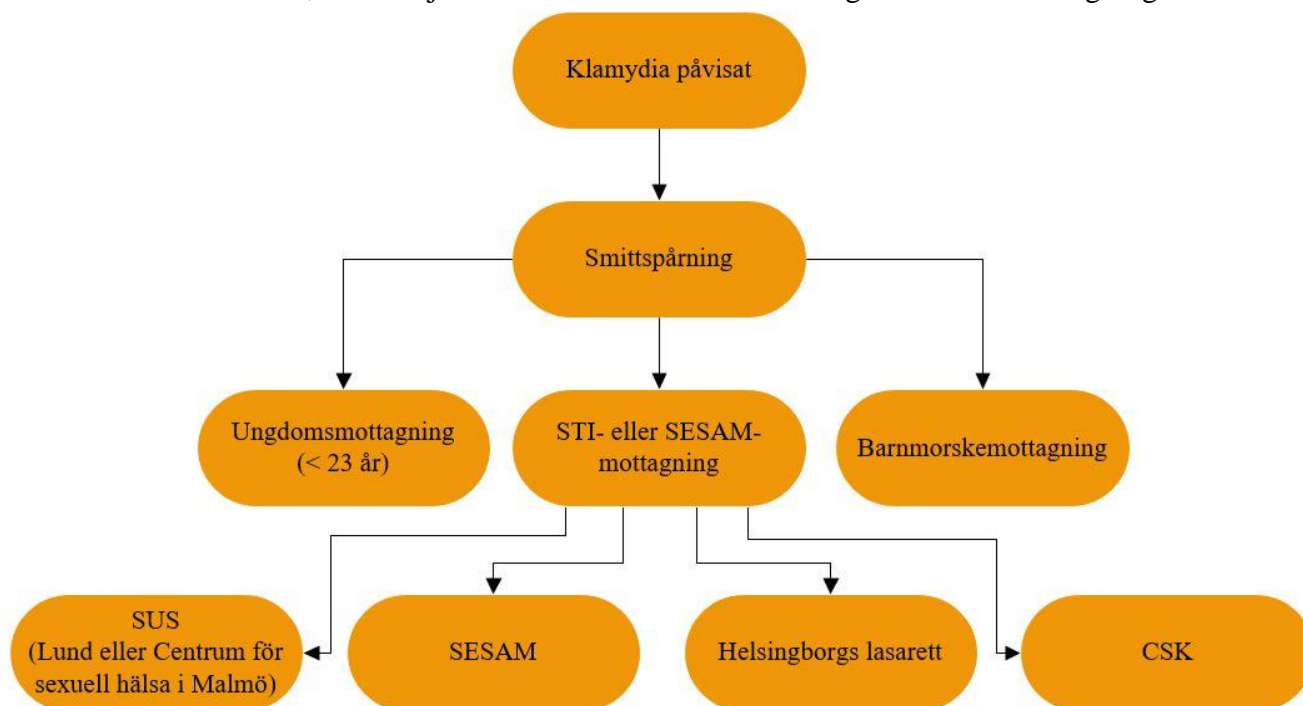 Klamydia påvisat
Smittspårning
Ungdomsmottagning
(< 23 år)
STI- eller SESAM-
mottagning
Barnmorskemottagning
SUS
(Lund eller Centrum för
sexuell hälsa i Malmö)
SESAM
Helsingborgs lasarett
CSK